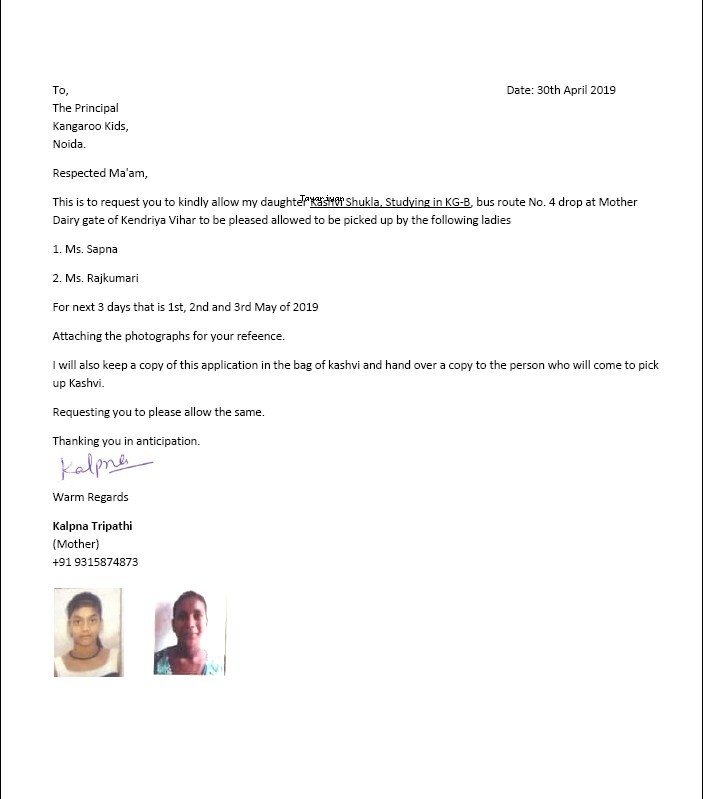 To,
Date: 30th April 2019
The Principal
Kangaroo Kids,
Noida.
Respected Ma'am,
This is to request you to kindly allow my daughter Kashvi Shukla, Studying in KG-B, bus route No. 4 drop at Mother
Dairy gate of Kendriya Vihar to be pleased allowed to be picked up by the following ladies
1. Ms. Sapna
2. Ms. Rajkumari
For next 3 days that is 1st, 2nd and 3rd May of 2019
Attaching the photographs for your refeence.
I will also keep a copy of this application in the bag of kashvi and hand over a copy to the person who will come to pick
up Kashvi.
Requesting you to please allow the same.
Thanking you in anticipation.
Kalpna
Warm Regards
Kalpna Tripathi
(Mother)
+91 9315874873